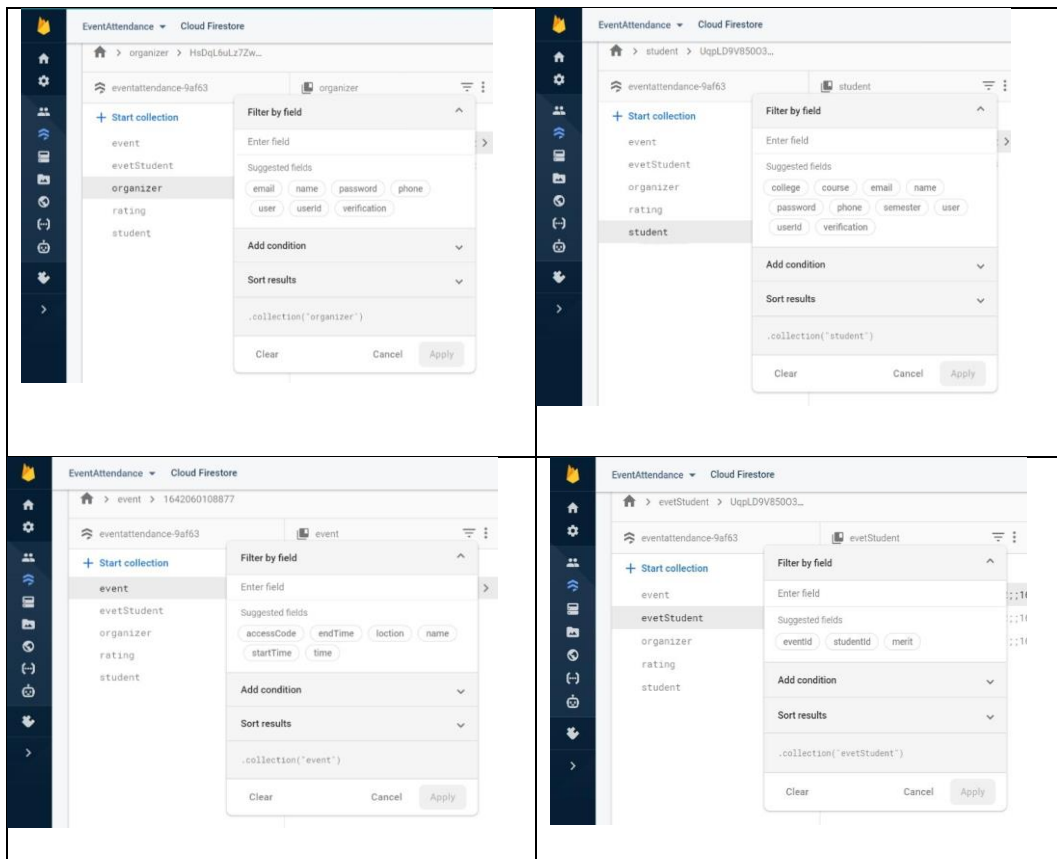 EventAttendance Cloud Firestore
> organizer > HsDqL6uLz7Zw...
eventattendance-9af63 organizer
+ Start collection
event
evetStudent
organizer
rating
student
Filter by field
Enter field
Suggested fields
email name password phone
user userId verification
Add condition
Sort results
.collection("organizer")
Clear Cancel Apply
EventAttendance Cloud Firestore
> student > UqpLD9V85OO3...
eventattendance-9af63 student
+ Start collection
event
evetStudent
organizer
rating
student
Filter by field
Enter field
Suggested fields
college course email name
password phone semester user
userId verification
Add condition
Sort results
.collection("student")
Clear Cancel Apply
EventAttendance Cloud Firestore
> event > 1642060108877
eventattendance-9af63 event
+ Start collection
event
evetStudent
organizer
rating
student
Filter by field
Enter field
Suggested fields
accessCode endTime loction name
startTime time
Add condition
Sort results
.collection("event")
Clear Cancel Apply
EventAttendance Cloud Firestore
> evetStudent > UqpLD9V85OO3...
eventattendance-9af63 evetStudent
+ Start collection
event
evetStudent
organizer
rating
student
Filter by field
Enter field
Suggested fields
eventId studentId merit
Add condition
Sort results
.collection("evetStudent")
Clear Cancel Apply